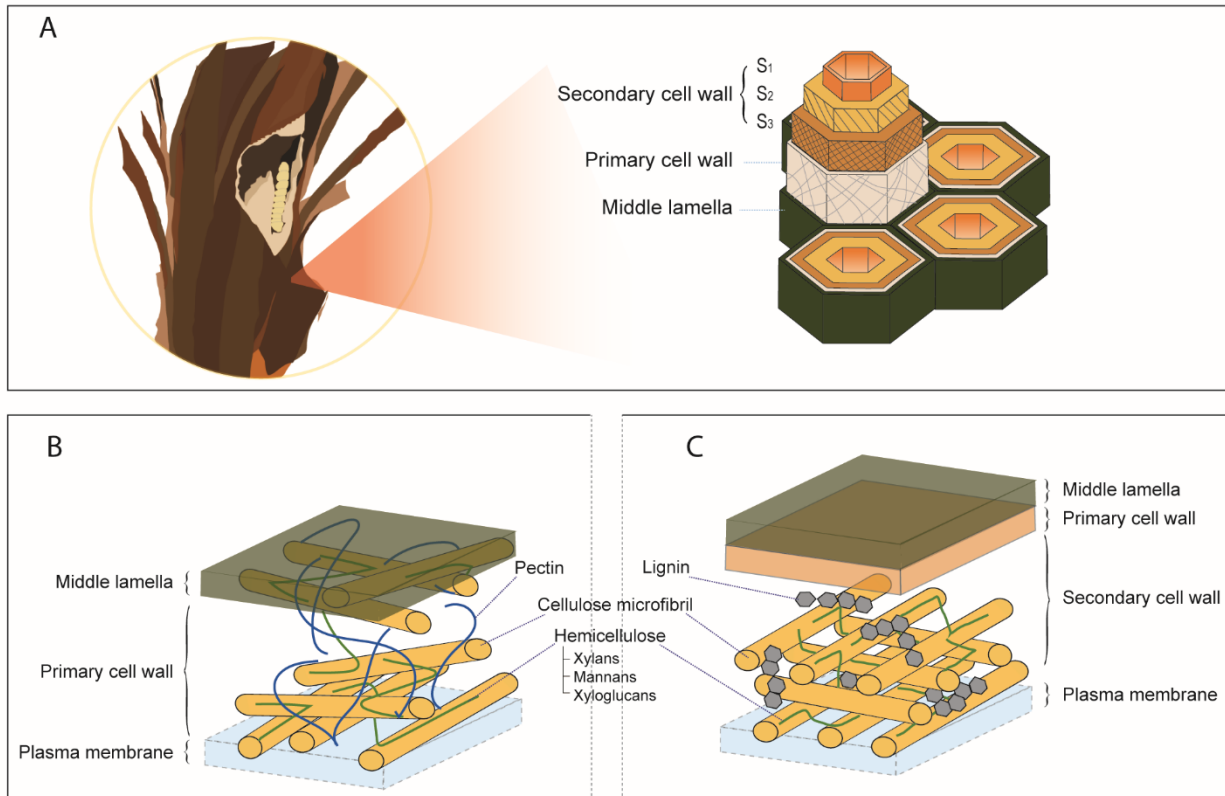 A
Secondary cell wall
S1
S2
S3
Primary cell wall
Middle lamella
B
Middle lamella
Primary cell wall
Plasma membrane
Pectin
Cellulose microfibril
Hemicellulose
Xylans
Mannans
Xyloglucans
C
Lignin
Middle lamella
Primary cell wall
Secondary cell wall
Plasma membrane